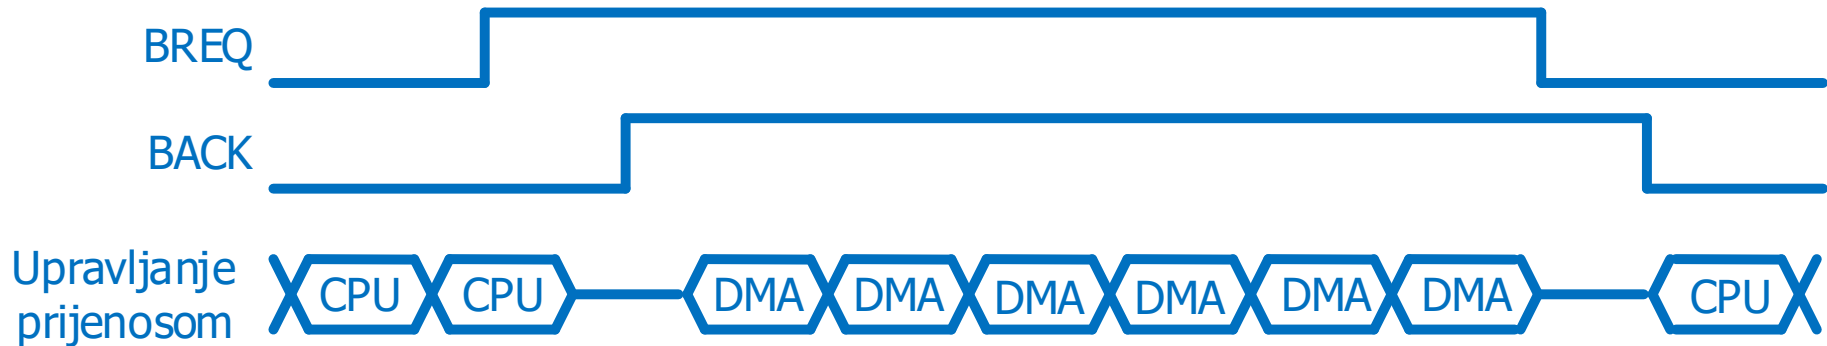 BREQ
BACK
Upravljanje
prijenosom
CPU CPU DMA DMA DMA DMA DMA DMA CPU